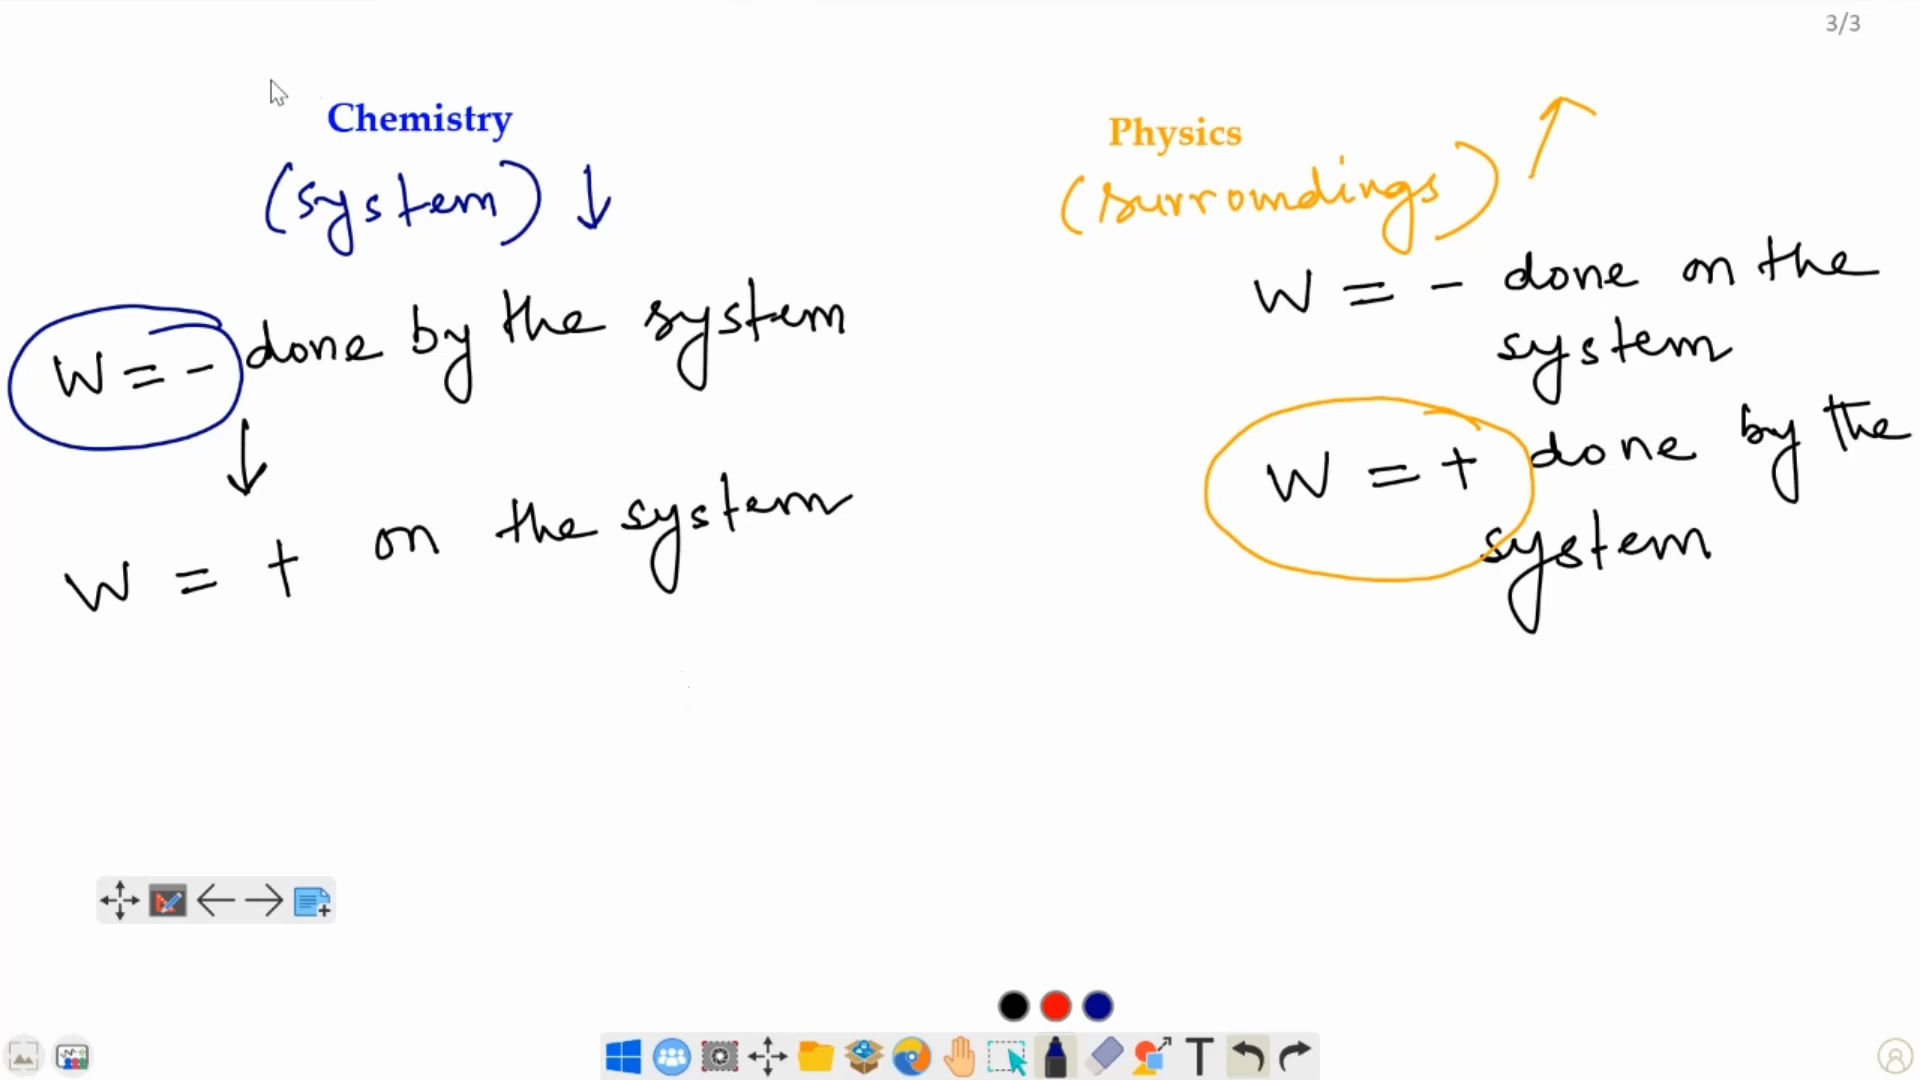 3/3
Chemistry
(system) ↓
W = - done by the system
↓
W = + on the system
Physics
(surroundings) ↑
W = - done on the
system
W = + done by the
system
T